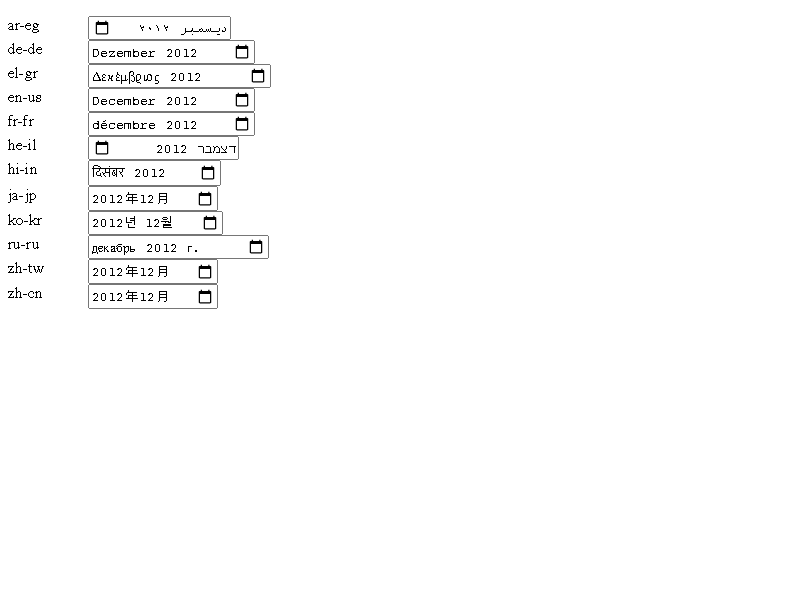 ar-eg ديسمبر ٢٠١٢
de-de Dezember 2012
el-gr Δεκέμβριος 2012
en-us December 2012
fr-fr décembre 2012
he-il דצמבר 2012
hi-in दिसंबर 2012
ja-jp 2012年12月
ko-kr 2012년 12월
ru-ru декабрь 2012 г.
zh-tw 2012年12月
zh-cn 2012年12月